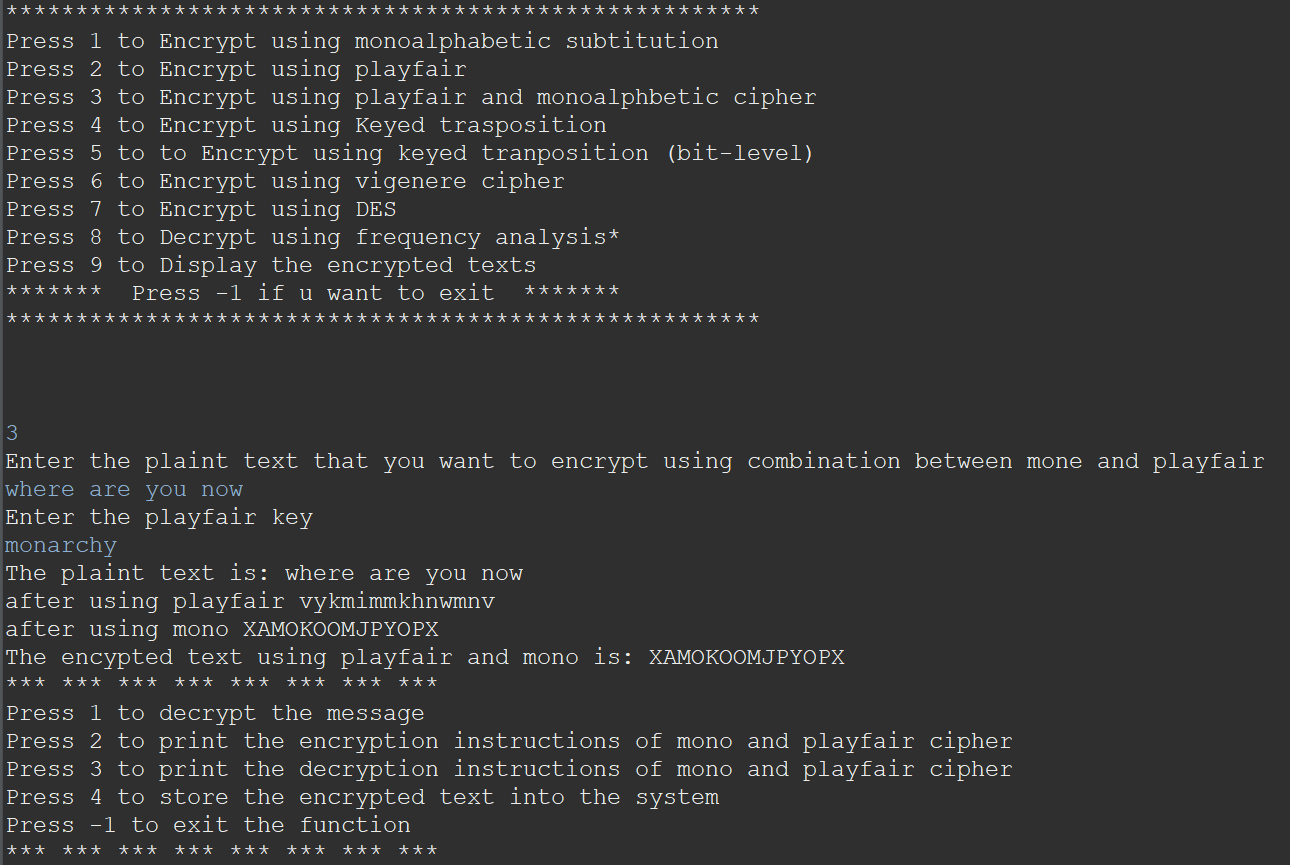 ******************************************************
Press 1 to Encrypt using monoalphabetic subtitution
Press 2 to Encrypt using playfair
Press 3 to Encrypt using playfair and monoalphbetic cipher
Press 4 to Encrypt using Keyed trasposition
Press 5 to to Encrypt using keyed tranposition (bit-level)
Press 6 to Encrypt using vigenere cipher
Press 7 to Encrypt using DES
Press 8 to Decrypt using frequency analysis*
Press 9 to Display the encrypted texts
*******  Press -1 if u want to exit  *******
******************************************************
3
Enter the plaint text that you want to encrypt using combination between mone and playfair
where are you now
Enter the playfair key
monarchy
The plaint text is: where are you now
after using playfair vykmimmkhnwmnv
after using mono XAMOKOOMJPYOPX
The encypted text using playfair and mono is: XAMOKOOMJPYOPX
*** *** *** *** *** *** *** ***
Press 1 to decrypt the message
Press 2 to print the encryption instructions of mono and playfair cipher
Press 3 to print the decryption instructions of mono and playfair cipher
Press 4 to store the encrypted text into the system
Press -1 to exit the function
*** *** *** *** *** *** *** ***